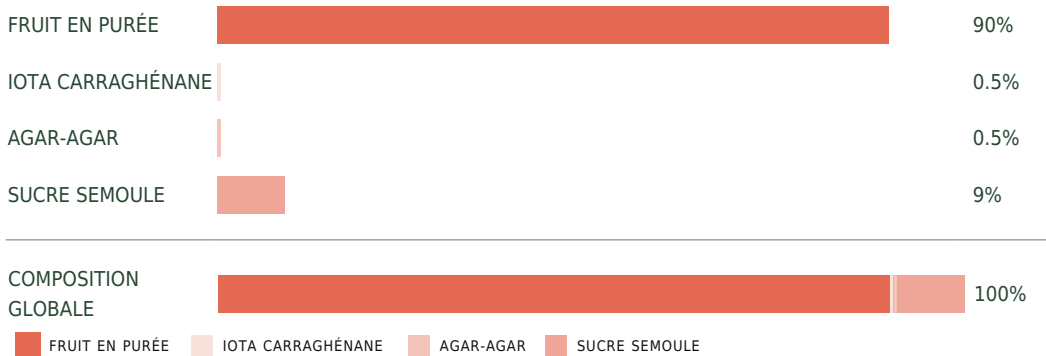 FRUIT EN PURÉE 90%
IOTA CARRAGHÉNANE 0.5%
AGAR-AGAR 0.5%
SUCRE SEMOULE 9%
COMPOSITION
GLOBALE
100%
FRUIT EN PURÉE IOTA CARRAGHÉNANE AGAR-AGAR SUCRE SEMOULE